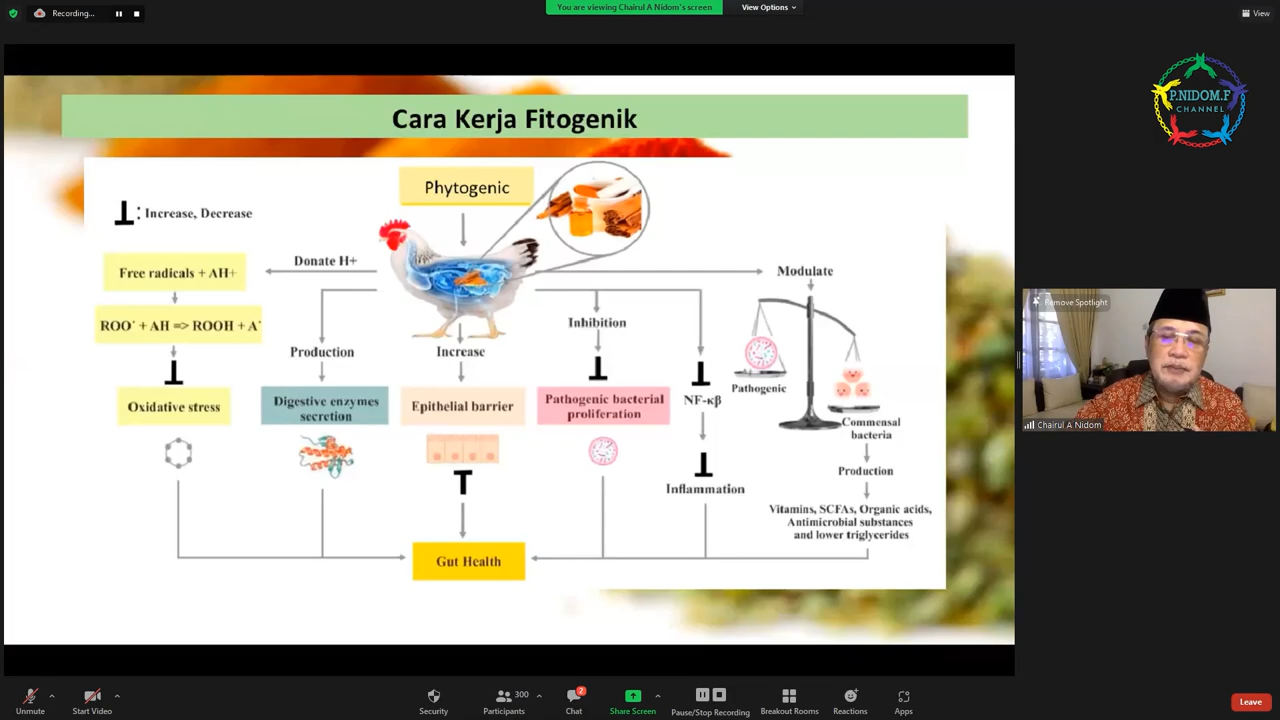 Recording...
You are viewing Chairul A Nidom's screen
View Options
View
P.NIDOM.F
CHANNEL
Cara Kerja Fitogenik
Phytogenic
: Increase, Decrease
Donate H+
Free radicals + AH+
Modulate
ROO˙ + AH => ROOH + A˙
Inhibition
Production
Increase
Pathogenic
NF-κβ
Oxidative stress
Digestive enzymes
secretion
Epithelial barrier
Pathogenic bacterial
proliferation
Commensal
bacteria
Production
Inflammation
Vitamins, SCFAs, Organic acids,
Antimicrobial substances
and lower triglycerides
Gut Health
Remove Spotlight
Chairul A Nidom
Unmute
Start Video
Security
300
Participants
2
Chat
Share Screen
Pause/Stop Recording
Breakout Rooms
Reactions
Apps
Leave